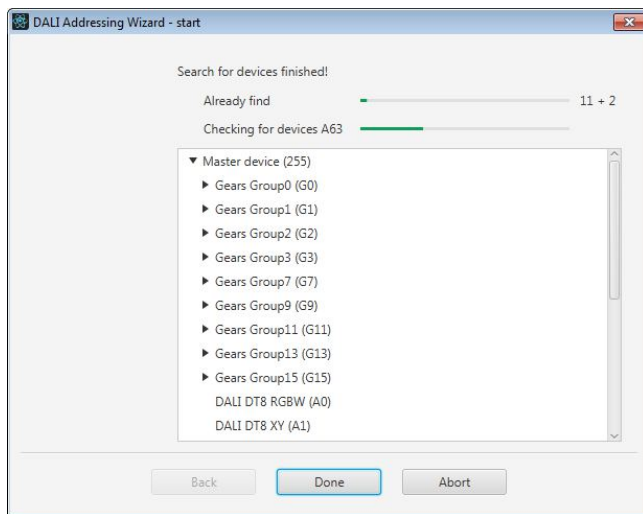 DALI Addressing Wizard - start
Search for devices finished!
Already find 11 + 2
Checking for devices A63
Master device (255)
Gears Group0 (G0)
Gears Group1 (G1)
Gears Group2 (G2)
Gears Group3 (G3)
Gears Group7 (G7)
Gears Group9 (G9)
Gears Group11 (G11)
Gears Group13 (G13)
Gears Group15 (G15)
DALI DT8 RGBW (A0)
DALI DT8 XY (A1)
Back Done Abort